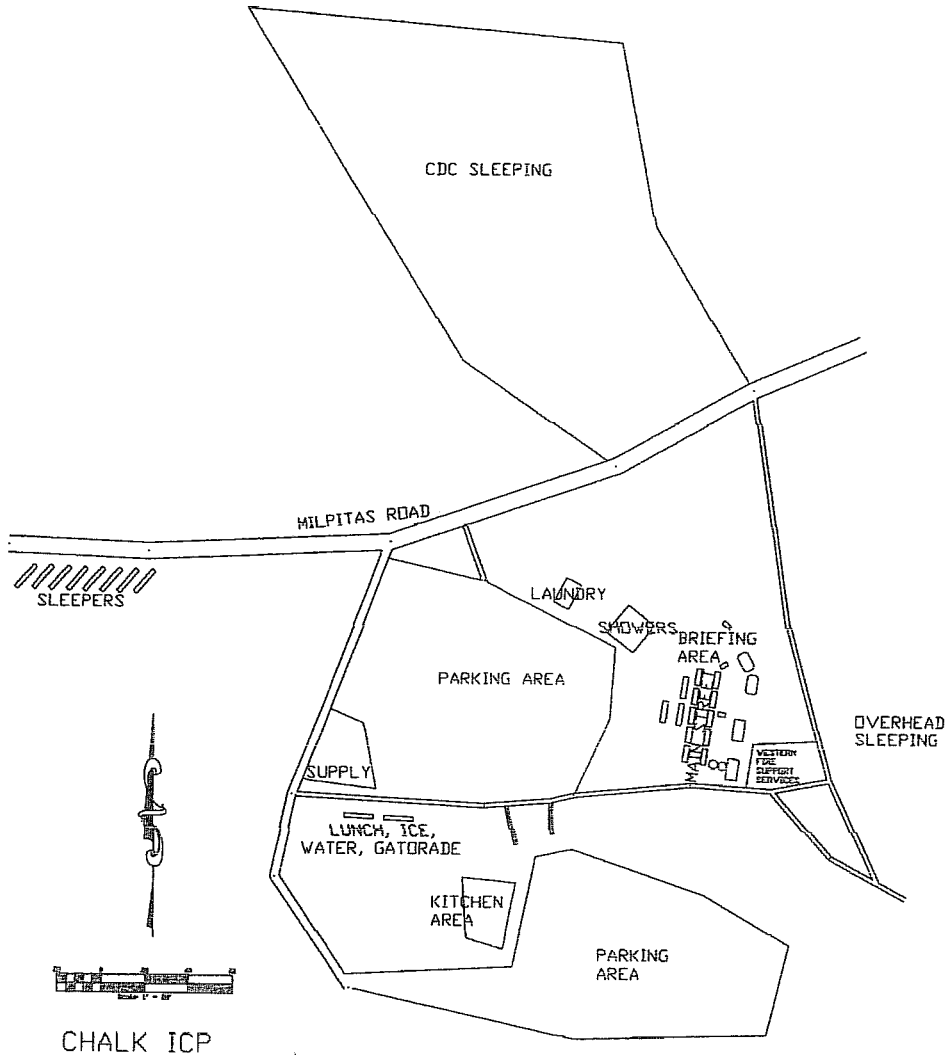 CDC SLEEPING
MILPITAS ROAD
SLEEPERS
LAUNDRY
SHOWERS
BRIEFING
AREA
PARKING AREA
MAIN STREET
OVERHEAD
SLEEPING
WESTERN
FIRE
SUPPORT
SERVICES
SUPPLY
LUNCH, ICE,
WATER, GATORADE
KITCHEN
AREA
PARKING
AREA
CHALK ICP